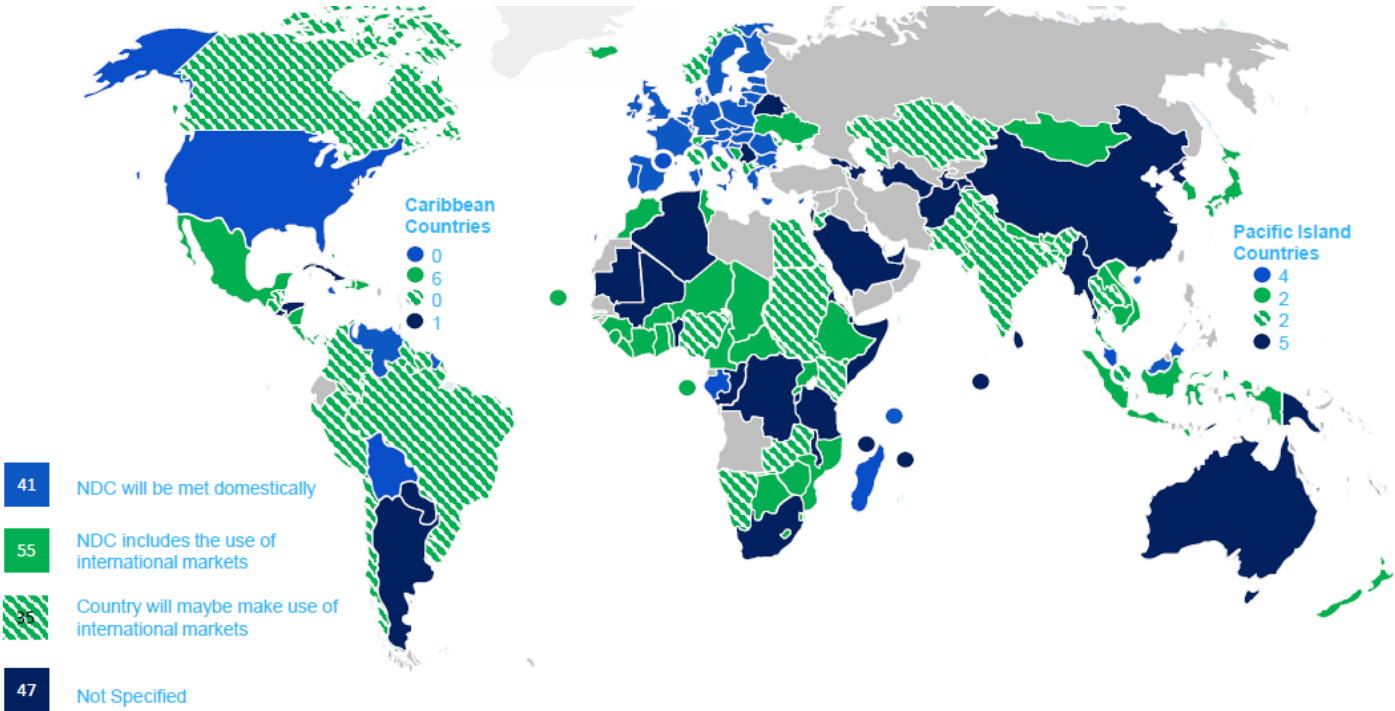 Caribbean
Countries
0
6
0
1
Pacific Island
Countries
4
2
2
5
41
NDC will be met domestically
55
NDC includes the use of
international markets
35
Country will maybe make use of
international markets
47
Not Specified